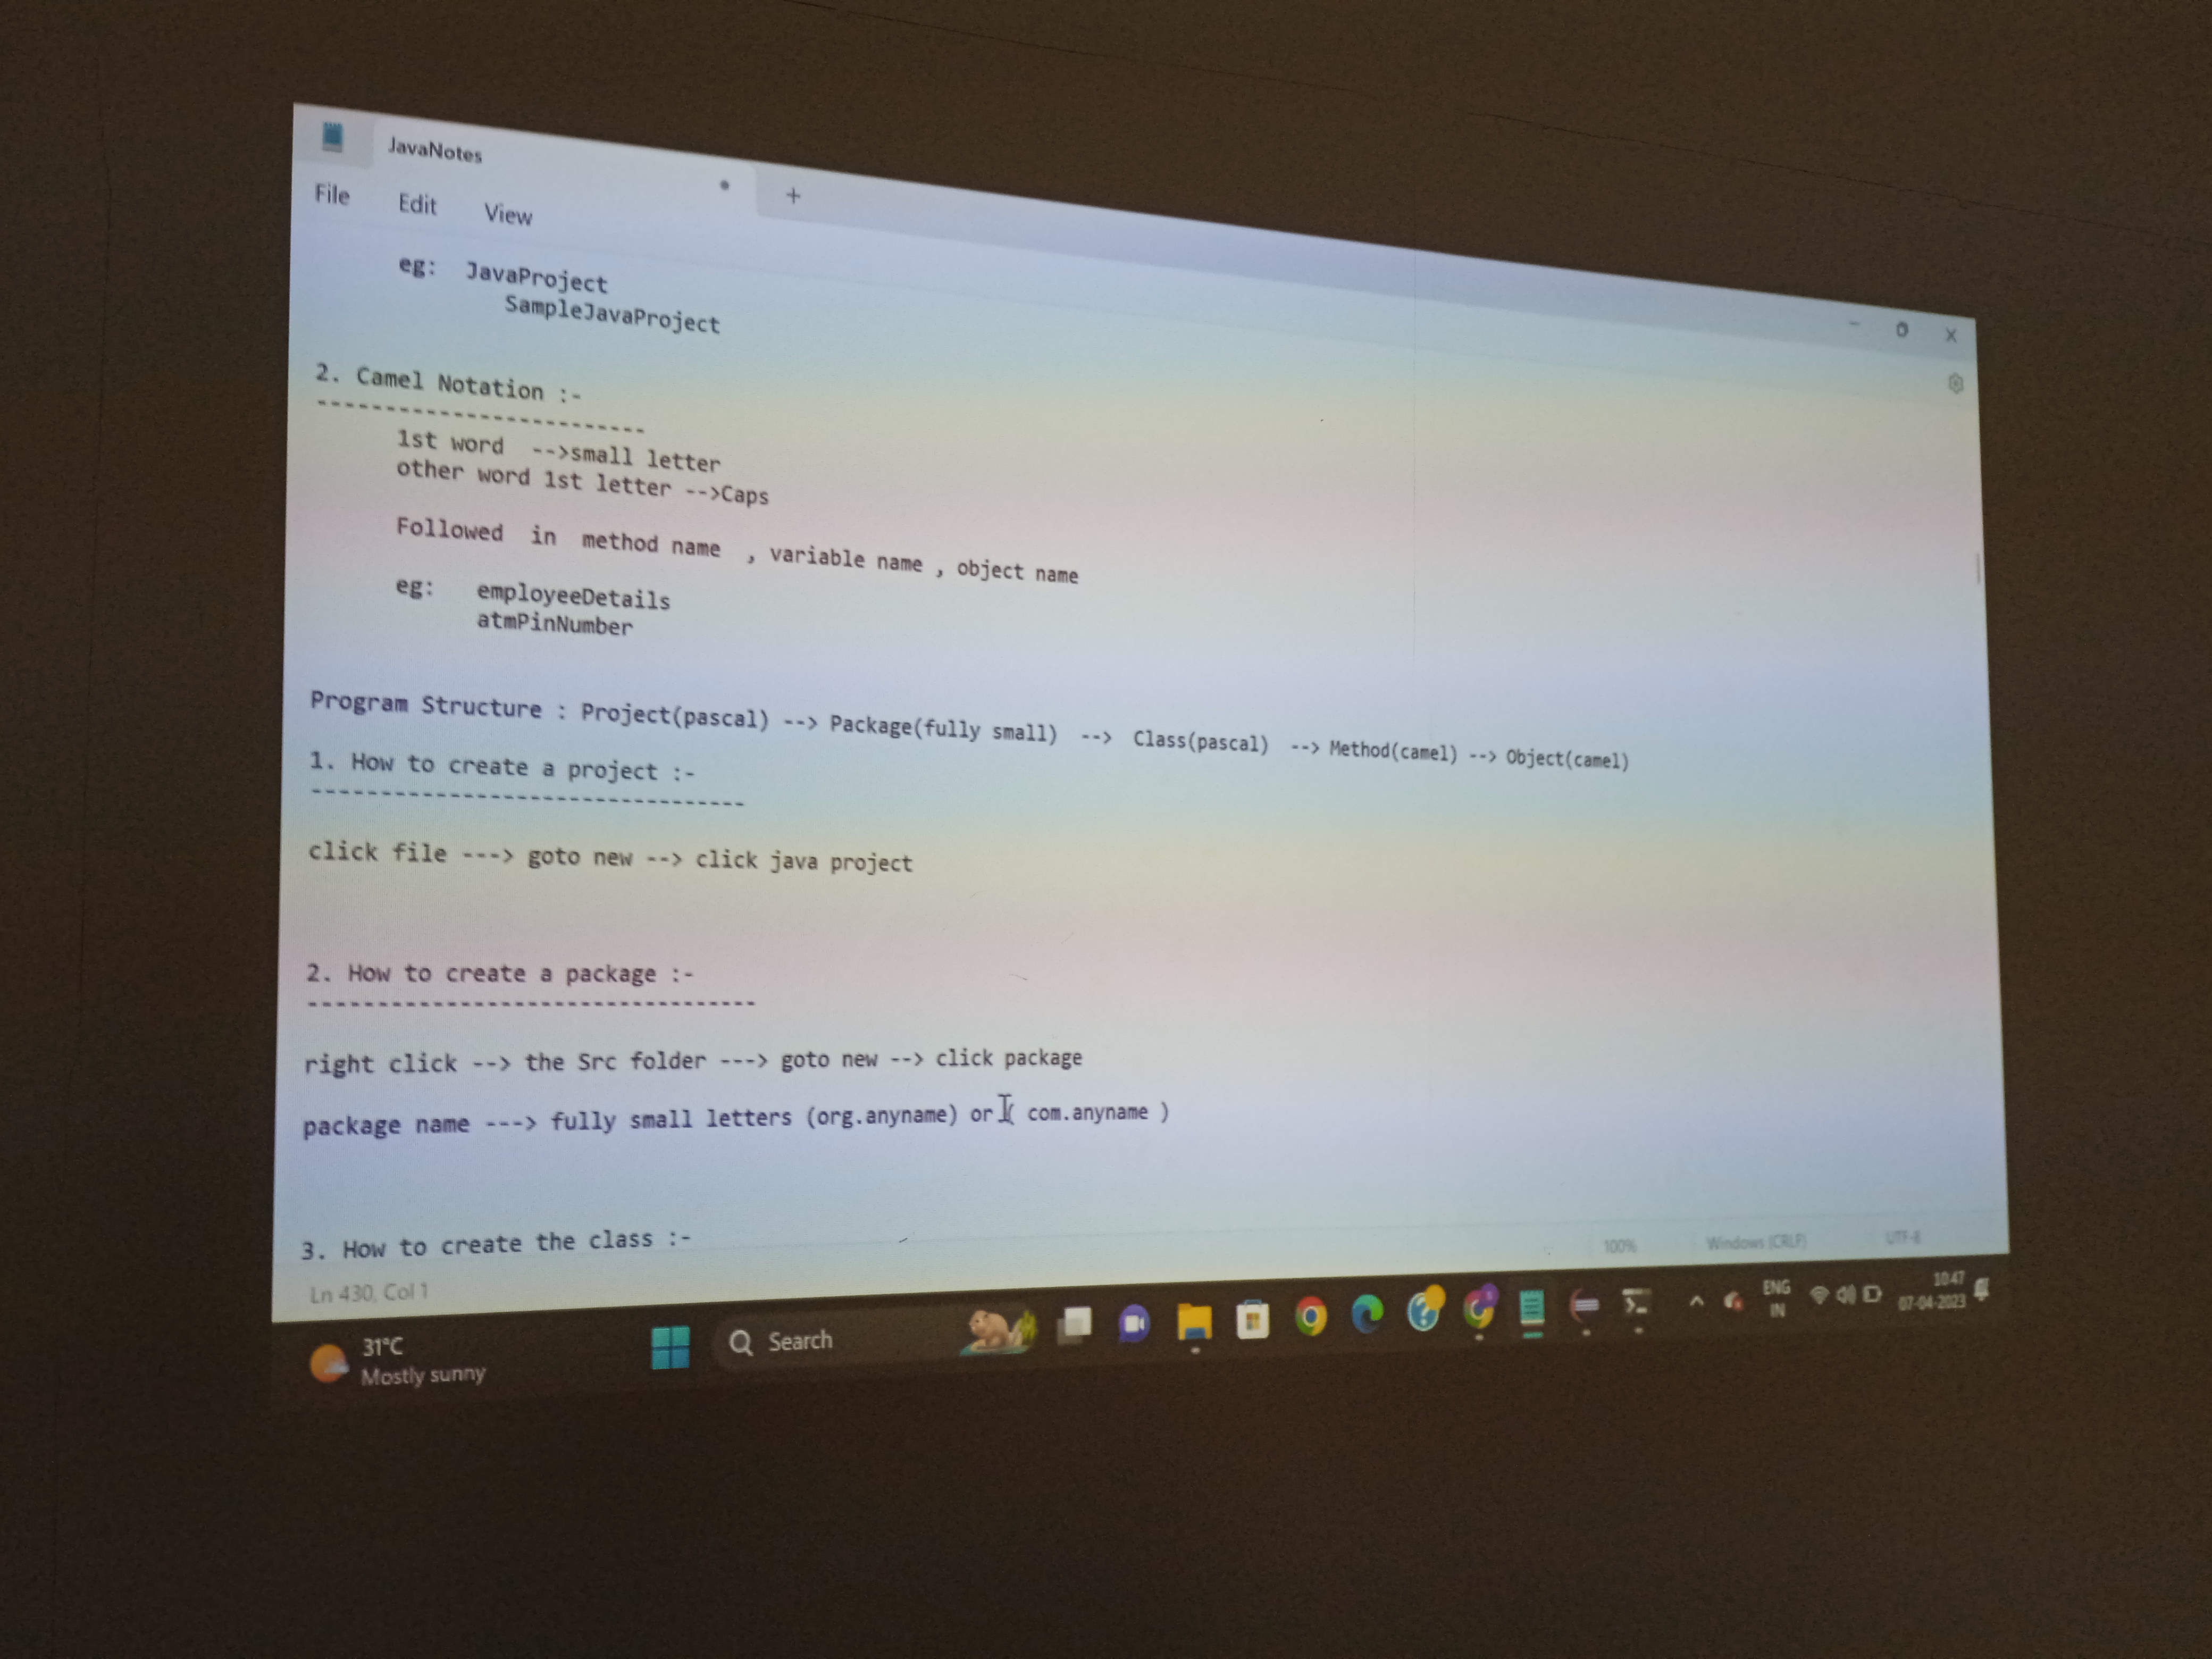 JavaNotes
File Edit View
eg: JavaProject
SampleJavaProject
2. Camel Notation :-
------------------------
1st word -->small letter
other word 1st letter -->Caps
Followed in method name , variable name , object name
eg: employeeDetails
atmPinNumber
Program Structure : Project(pascal) --> Package(fully small) --> Class(pascal) --> Method(camel) --> Object(camel)
1. How to create a project :-
--------------------------------
click file ---> goto new --> click java project
2. How to create a package :-
---------------------------------
right click --> the Src folder ---> goto new --> click package
package name ---> fully small letters (org.anyname) or ( com.anyname )
3. How to create the class :-
Ln 430, Col 1 100% Windows (CRLF) UTF-8
31°C
Mostly sunny
Search
ENG
IN
10:47
07-04-2023